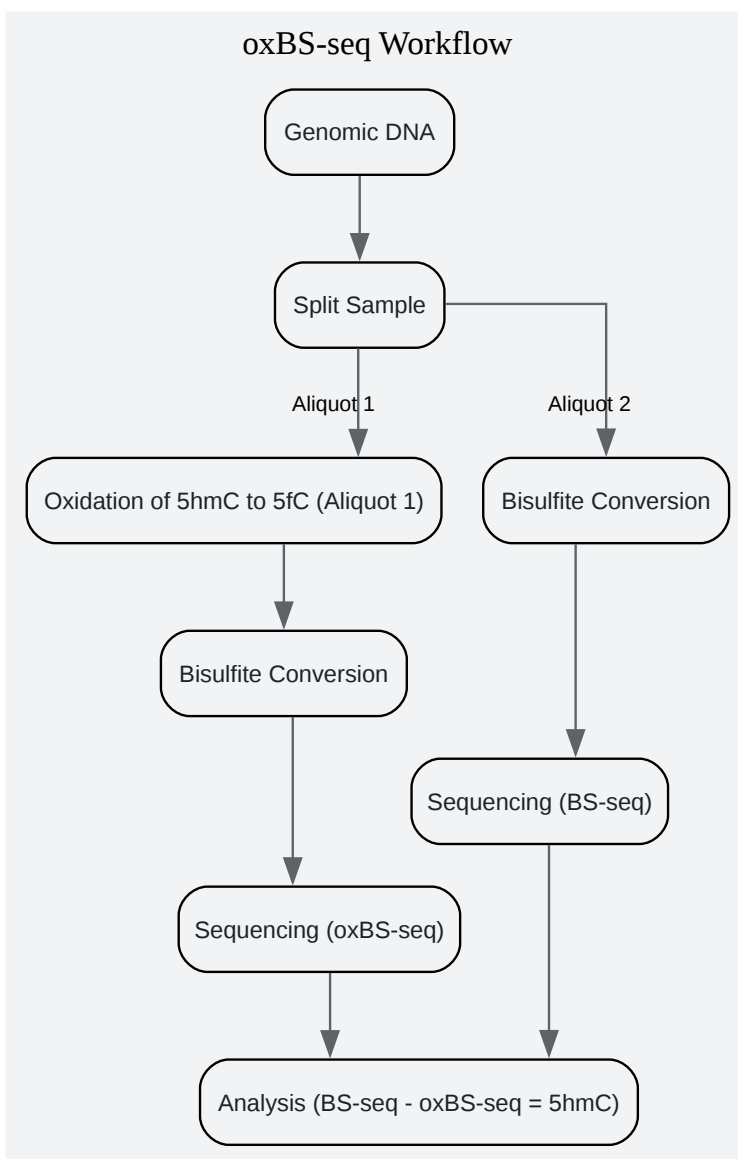 oxBS-seq Workflow
Genomic DNA
Split Sample
Aliquot 1
Aliquot 2
Oxidation of 5hmC to 5fC (Aliquot 1)
Bisulfite Conversion
Bisulfite Conversion
Sequencing (BS-seq)
Sequencing (oxBS-seq)
Analysis (BS-seq - oxBS-seq = 5hmC)